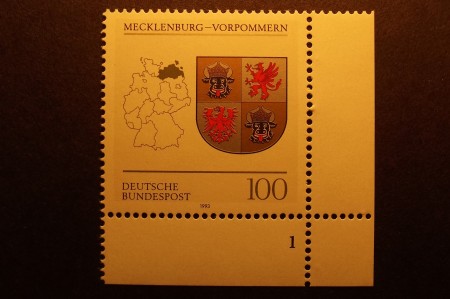 MECKLENBURG–VORPOMMERN
DEUTSCHE
BUNDESPOST
100
1